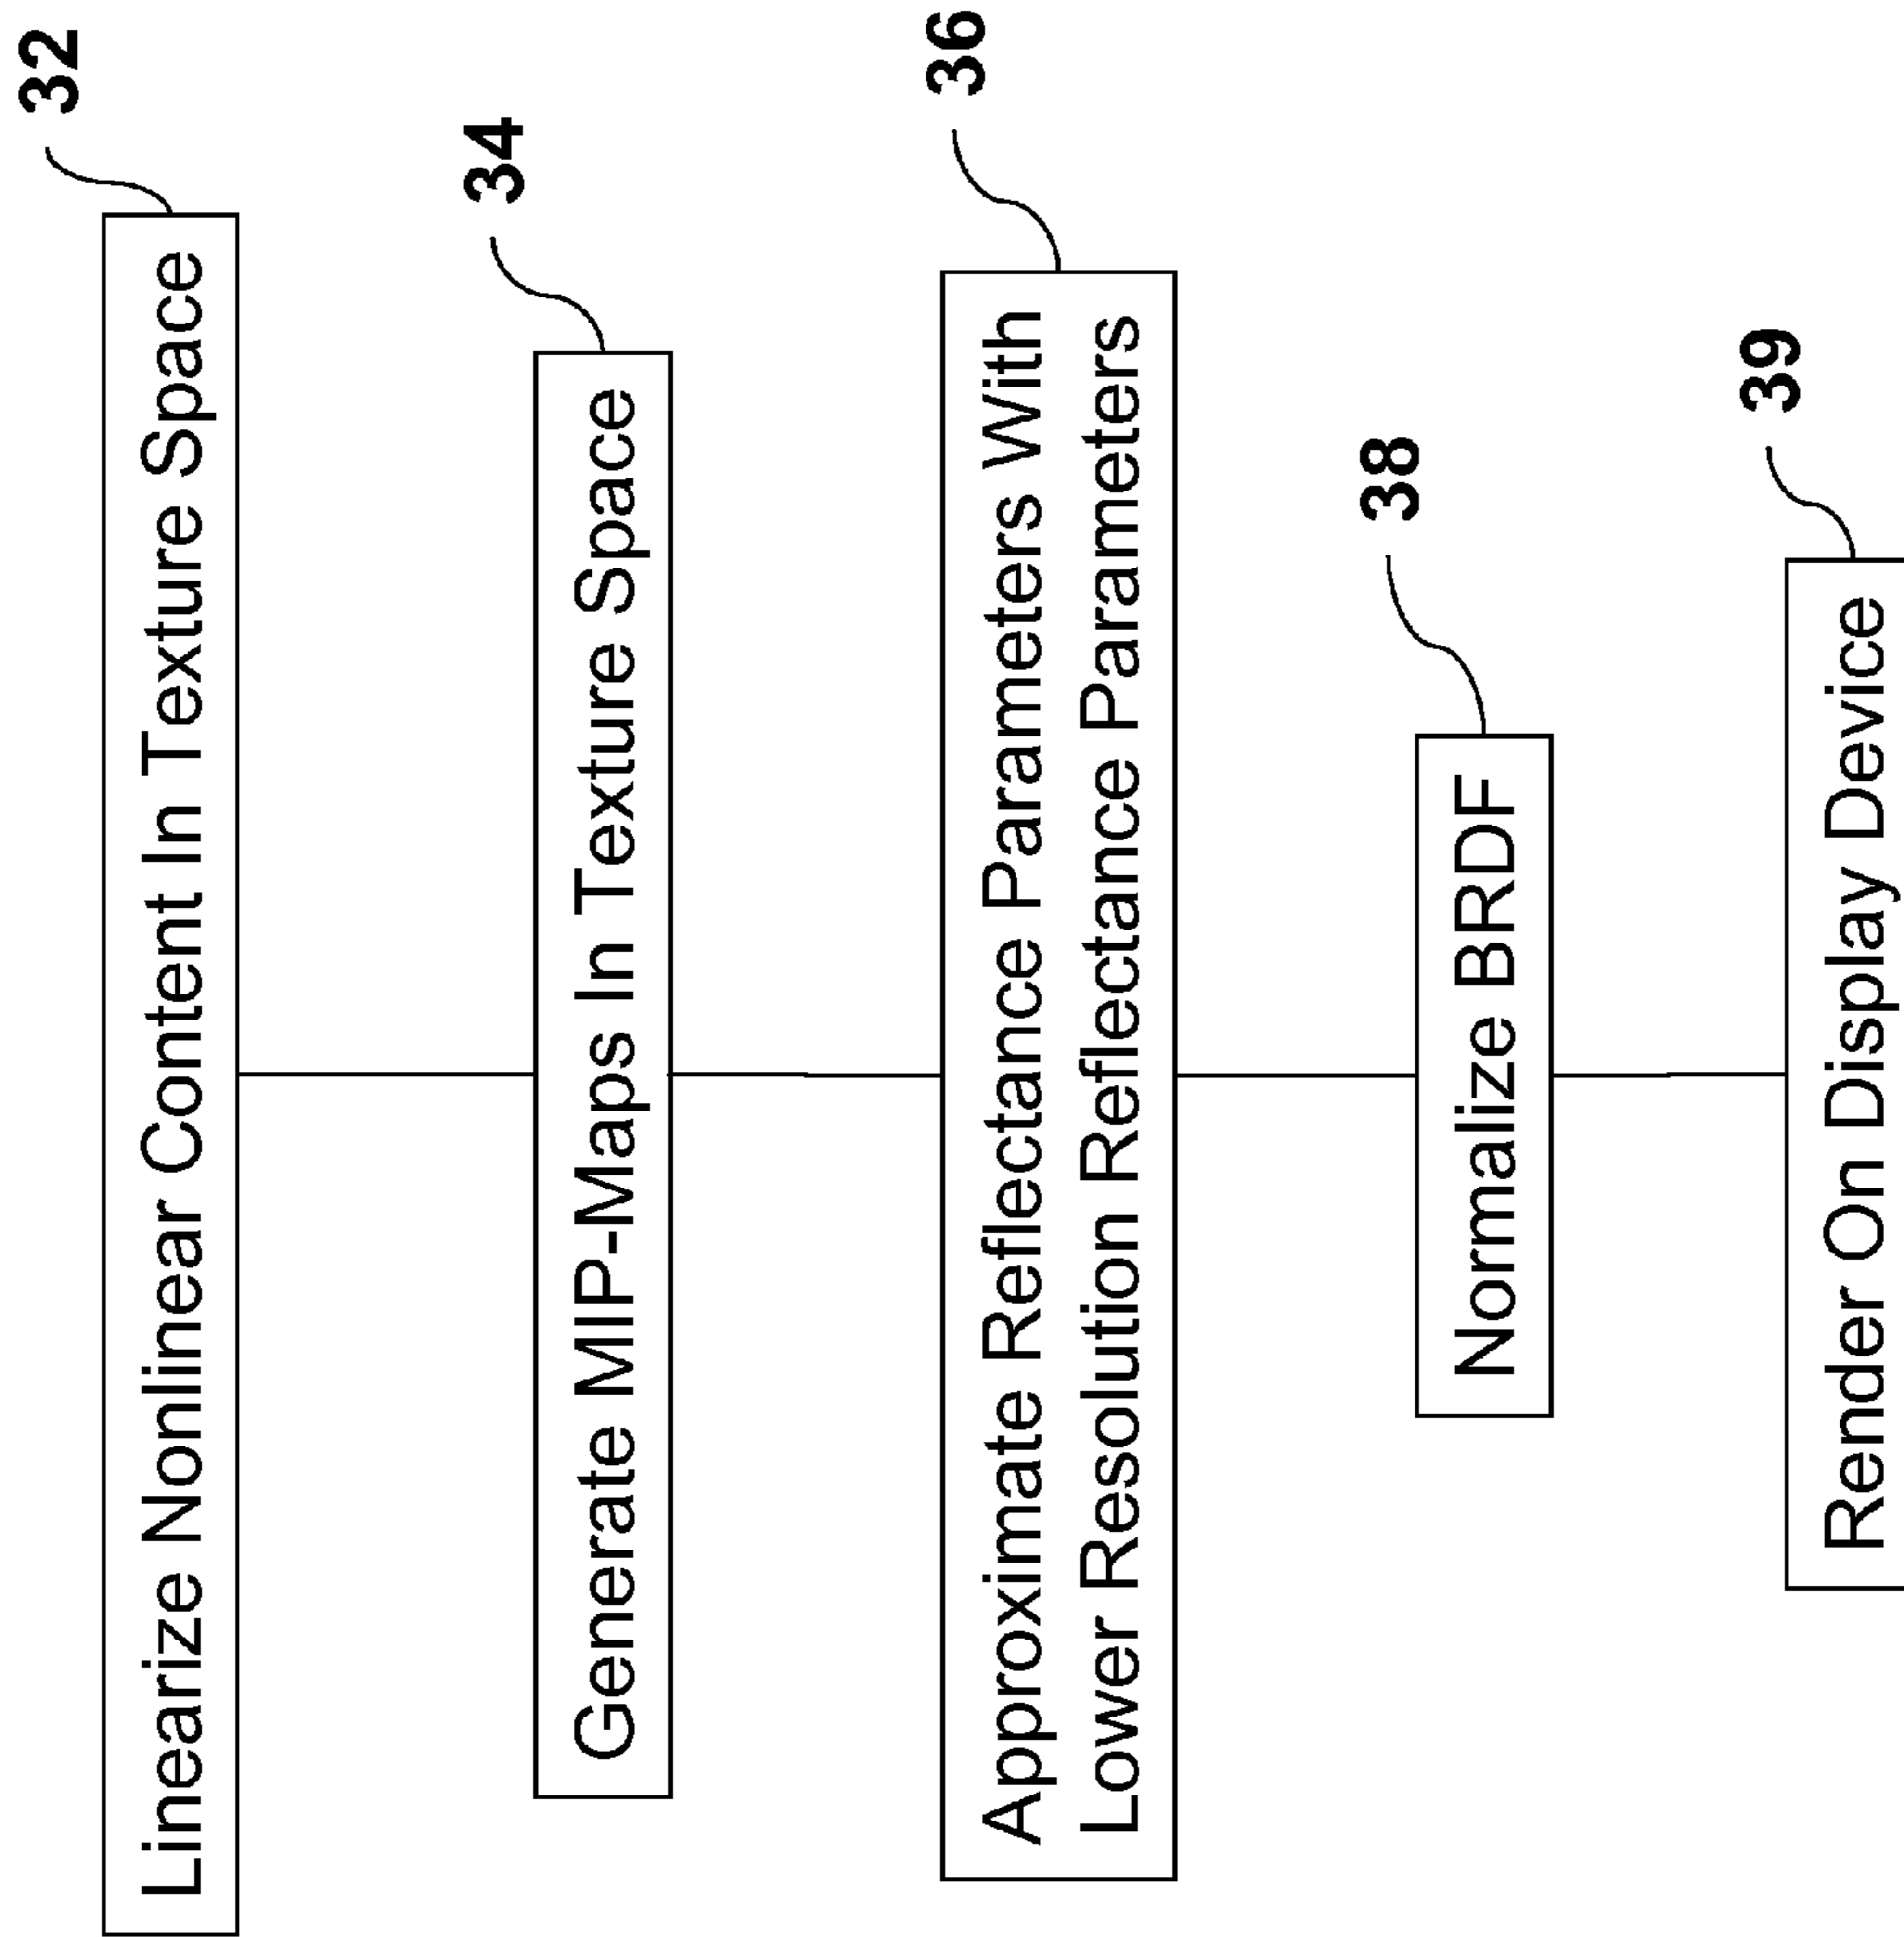 32
Linearize Nonlinear Content In Texture Space
34
Generate MIP-Maps In Texture Space
36
Approximate Reflectance Parameters With
Lower Resolution Reflectance Parameters
38
Normalize BRDF
39
Render On Display Device